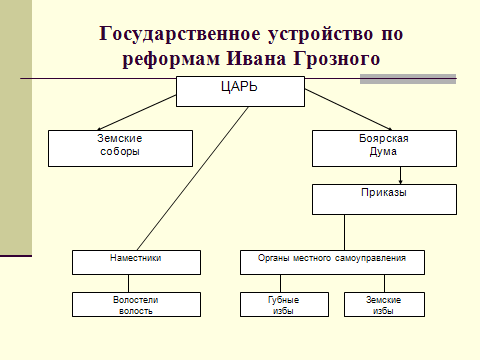 Государственное устройство по
реформам Ивана Грозного
ЦАРЬ
Земские
соборы
Боярская
Дума
Приказы
Наместники
Органы местного самоуправления
Волостели
волость
Губные
избы
Земские
избы